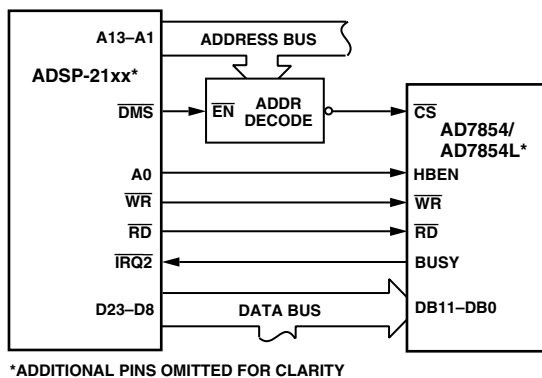 A13–A1
ADDRESS BUS
ADSP-21xx*
DMS
EN
ADDR
DECODE
CS
AD7854/
AD7854L*
A0
HBEN
WR
WR
RD
RD
IRQ2
BUSY
D23–D8
DATA BUS
DB11–DB0
*ADDITIONAL PINS OMITTED FOR CLARITY